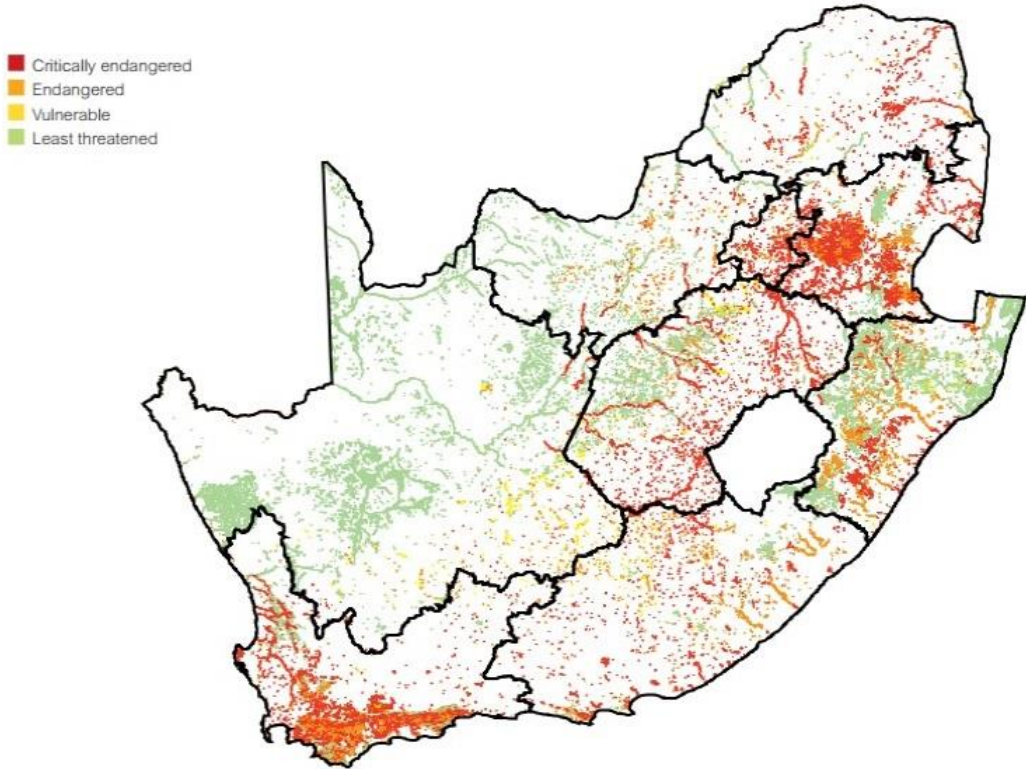 Critically endangered
Endangered
Vulnerable
Least threatened